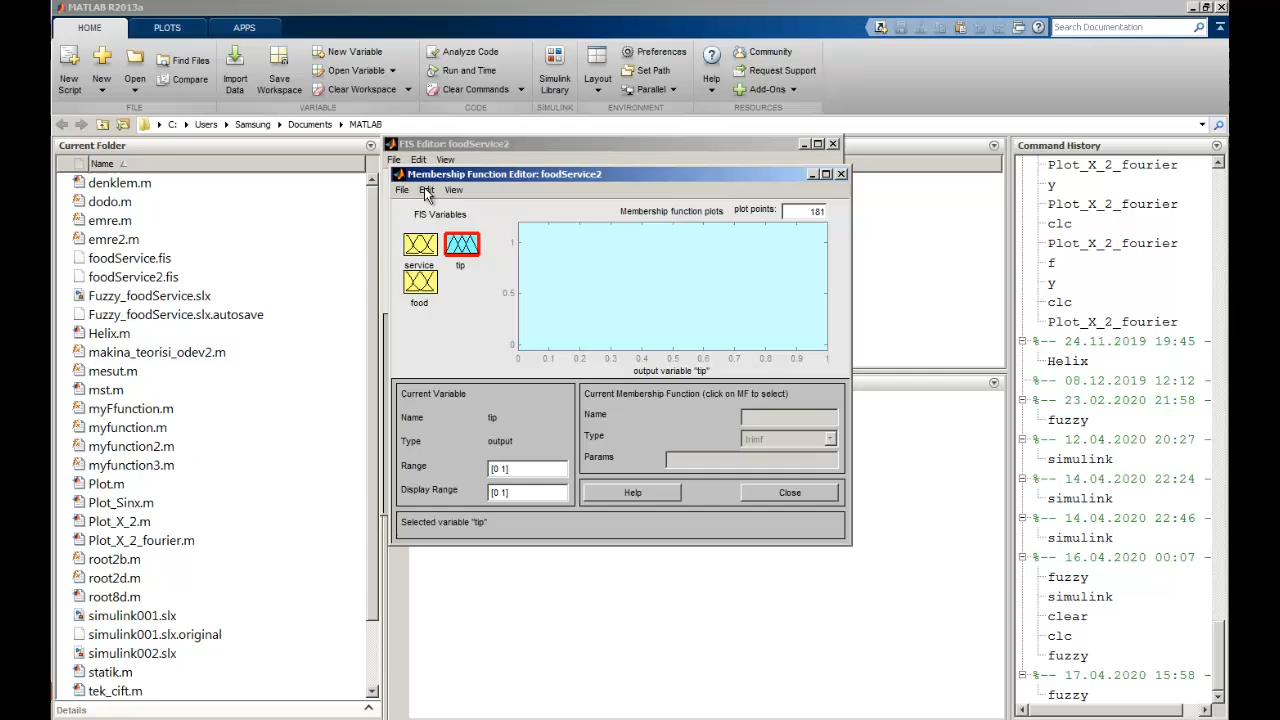 MATLAB R2013a
HOME
PLOTS
APPS
Search Documentation
New Script
New
Open
Find Files
Compare
Import Data
Save Workspace
New Variable
Open Variable
Clear Workspace
Analyze Code
Run and Time
Clear Commands
Simulink Library
Layout
Preferences
Set Path
Parallel
Help
Community
Request Support
Add-Ons
FILE
VARIABLE
CODE
SIMULINK
ENVIRONMENT
RESOURCES
C: Users Samsung Documents MATLAB
Current Folder
Name
denklem.m
dodo.m
emre.m
emre2.m
foodService.fis
foodService2.fis
Fuzzy_foodService.slx
Fuzzy_foodService.slx.autosave
Helix.m
makina_teorisi_odev2.m
mesut.m
mst.m
myFfunction.m
myfunction.m
myfunction2.m
myfunction3.m
Plot.m
Plot_Sinx.m
Plot_X_2.m
Plot_X_2_fourier.m
root2b.m
root2d.m
root8d.m
simulink001.slx
simulink001.slx.original
simulink002.slx
statik.m
tek_cift.m
Details
FIS Editor: foodService2
File Edit View
Membership Function Editor: foodService2
File Edit View
FIS Variables
Membership function plots
plot points:
181
service
tip
food
1
0.5
0
0 0.1 0.2 0.3 0.4 0.5 0.6 0.7 0.8 0.9 1
output variable "tip"
Current Variable
Name tip
Type output
Range [0 1]
Display Range [0 1]
Current Membership Function (click on MF to select)
Name
Type trimf
Params
Help
Close
Selected variable "tip"
Command History
Plot_X_2_fourier
y
Plot_X_2_fourier
clc
Plot_X_2_fourier
f
y
clc
Plot_X_2_fourier
%-- 24.11.2019 19:45 -
Helix
%-- 08.12.2019 12:12
%-- 23.02.2020 21:58 -
fuzzy
%-- 12.04.2020 20:27 -
simulink
%-- 14.04.2020 22:24 -
simulink
%-- 14.04.2020 22:46 -
simulink
%-- 16.04.2020 00:07 -
fuzzy
simulink
clear
clc
fuzzy
%-- 17.04.2020 15:58 -
fuzzy